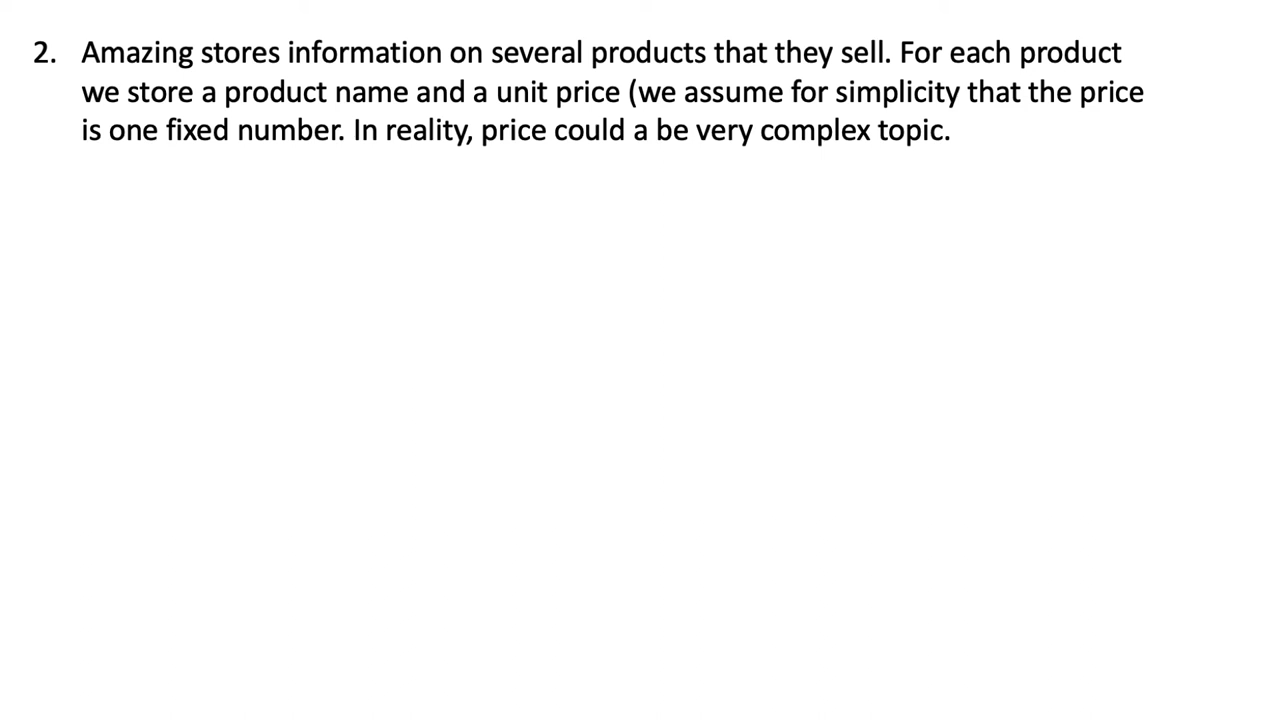 2. Amazing stores information on several products that they sell. For each product
we store a product name and a unit price (we assume for simplicity that the price
is one fixed number. In reality, price could a be very complex topic.